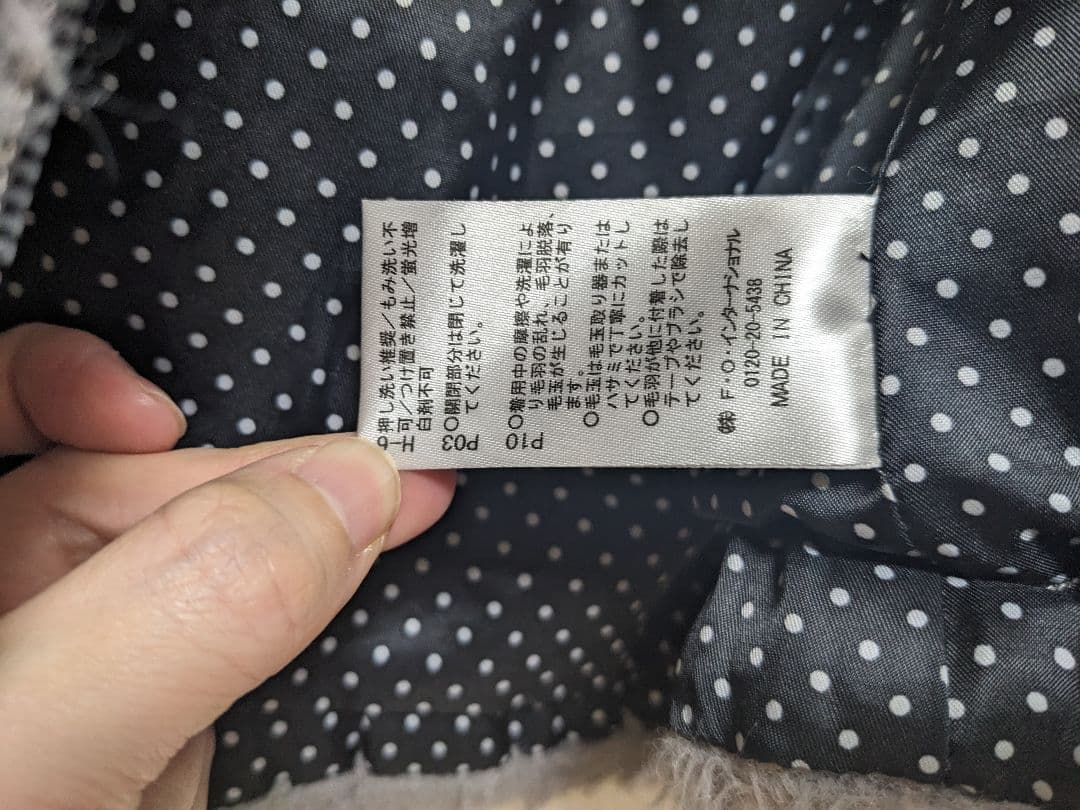 ○押し洗い推奨/もみ洗い不
可/つけ置き禁止/蛍光増
白剤不可
P03
○開閉部分は閉じて洗濯し
てください。
○着用中の摩擦や洗濯によ
り毛羽の乱れ、毛羽脱落、
毛玉が生じることが有り
ます。
○毛玉は毛玉取り器または
ハサミで丁寧にカットし
てください。
○毛羽が他に付着した際は
テープやブラシで除去し
てください。
㈱ F・O・インターナショナル
0120-20-5438
MADE IN CHINA